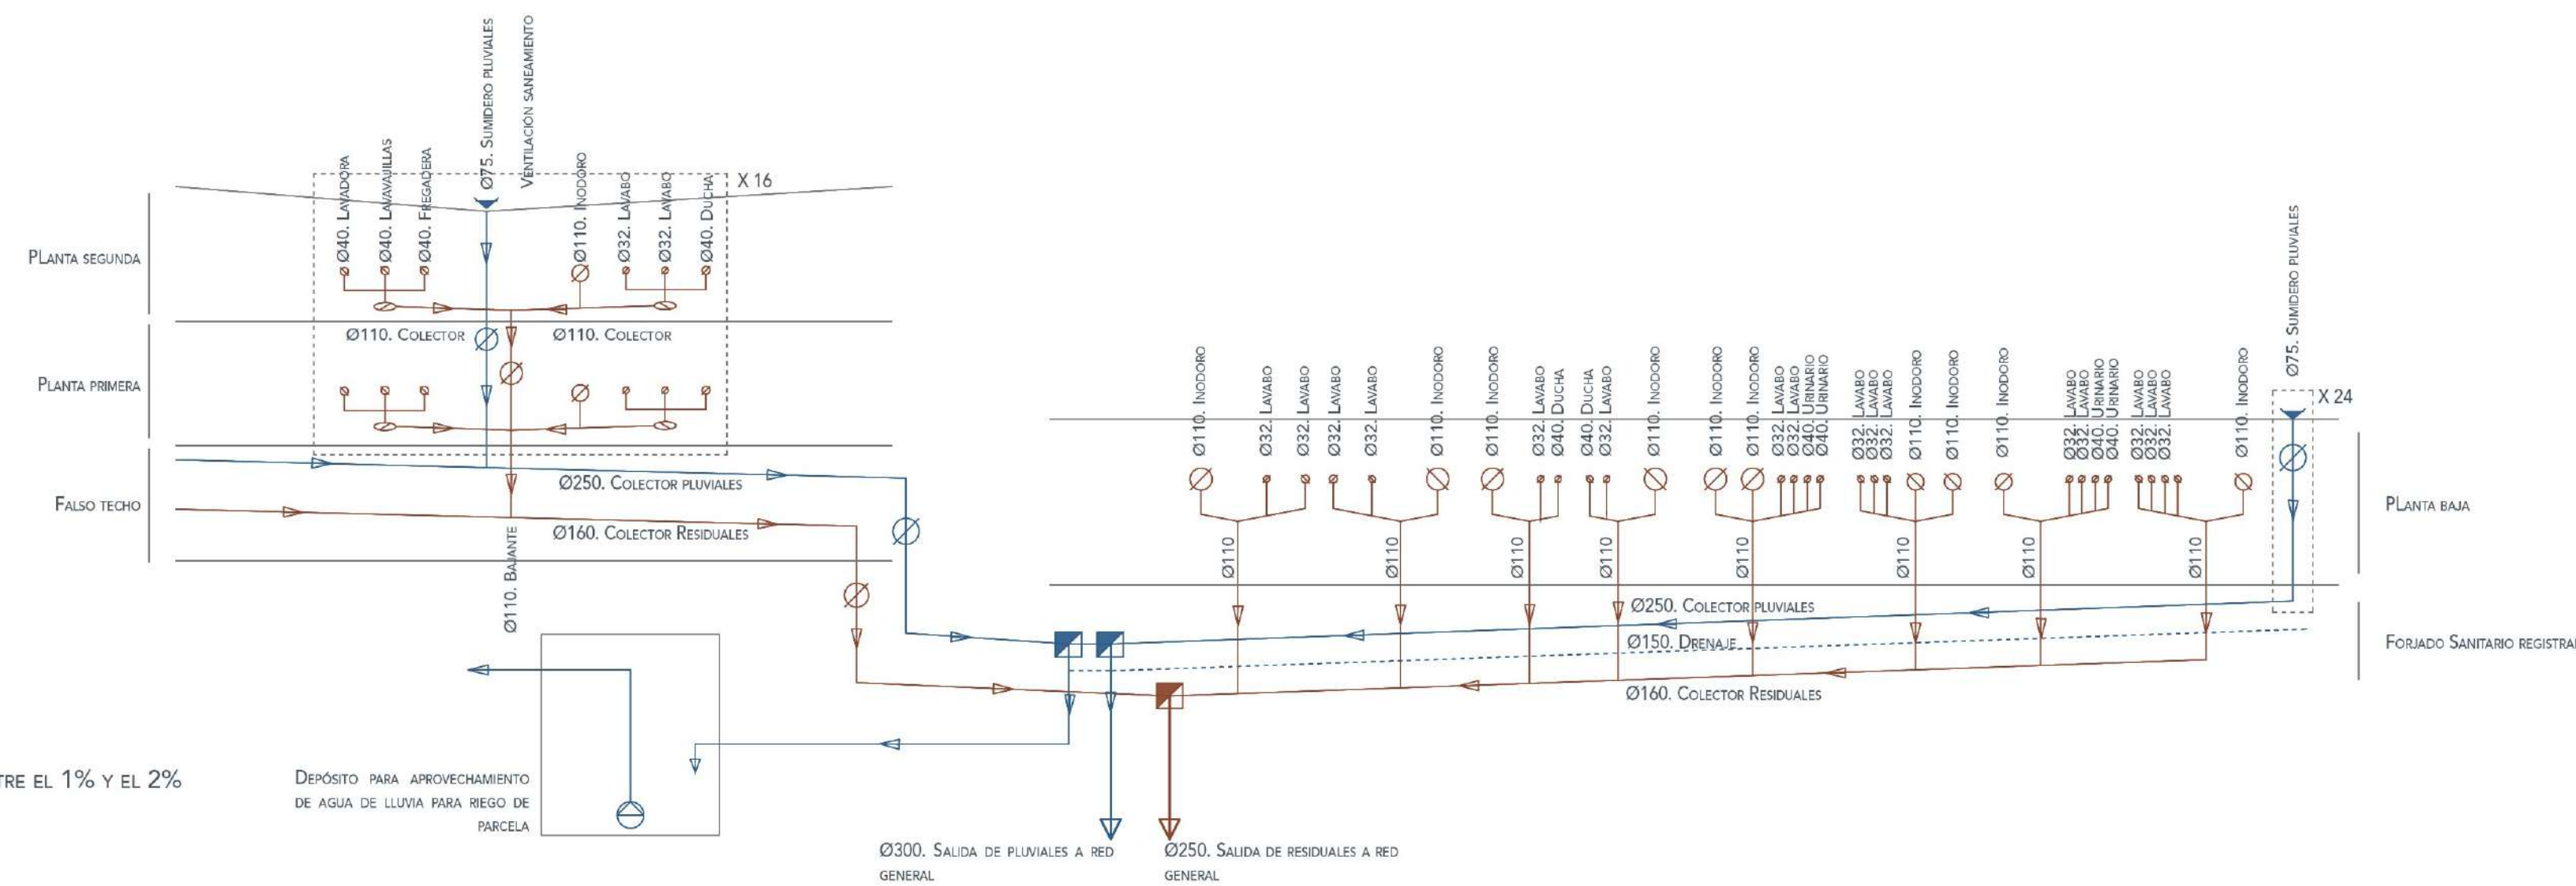 Ø75. Sumidero pluviales
Ventilación saneamiento
Ø40. Lavadora
Ø40. Lavavajillas
Ø40. Fregadera
Ø110. Inodoro
Ø32. Lavabo
Ø32. Lavabo
Ø40. Ducha
X 16
Planta segunda
Ø110. Colector
Ø110. Colector
Planta primera
Ø250. Colector pluviales
Falso techo
Ø160. Colector Residuales
Ø110. Bajante
Ø110. Inodoro
Ø32. Lavabo
Ø32. Lavabo
Ø32. Lavabo
Ø32. Lavabo
Ø110. Inodoro
Ø110. Inodoro
Ø32. Lavabo
Ø40. Ducha
Ø40. Ducha
Ø32. Lavabo
Ø110. Inodoro
Ø110. Inodoro
Ø110. Inodoro
Ø32. Lavabo
Ø32. Lavabo
Ø40. Urinario
Ø40. Urinario
Ø32. Lavabo
Ø32. Lavabo
Ø32. Lavabo
Ø110. Inodoro
Ø110. Inodoro
Ø110. Inodoro
Ø32. Lavabo
Ø32. Lavabo
Ø40. Urinario
Ø40. Urinario
Ø32. Lavabo
Ø32. Lavabo
Ø32. Lavabo
Ø110. Inodoro
Ø75. Sumidero pluviales
X 24
Planta baja
Ø110
Ø110
Ø110
Ø110
Ø110
Ø110
Ø110
Ø110
Ø250. Colector pluviales
Ø150. Drenaje
Forjado Sanitario
Ø160. Colector Residuales
el 1% y el 2%
Depósito para aprovechamiento
de agua de lluvia para riego de
parcela
Ø300. Salida de pluviales a red
general
Ø250. Salida de residuales a red
general